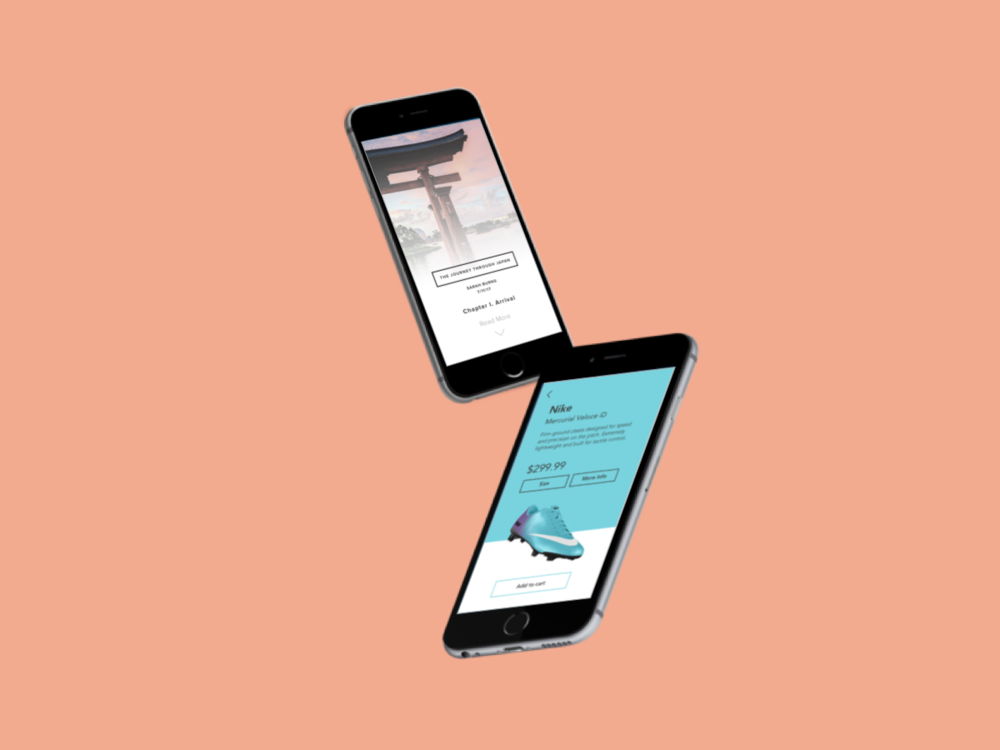 THE JOURNEY THROUGH JAPAN
SARAH BURNS
Chapter I. Arrival
Read More
Nike
Mercurial Veloce iD
Firm-ground cleats designed for speed
and precision on the pitch. Extremely
lightweight and built for tactile control.
$299.99
Size
More Info
Add to cart